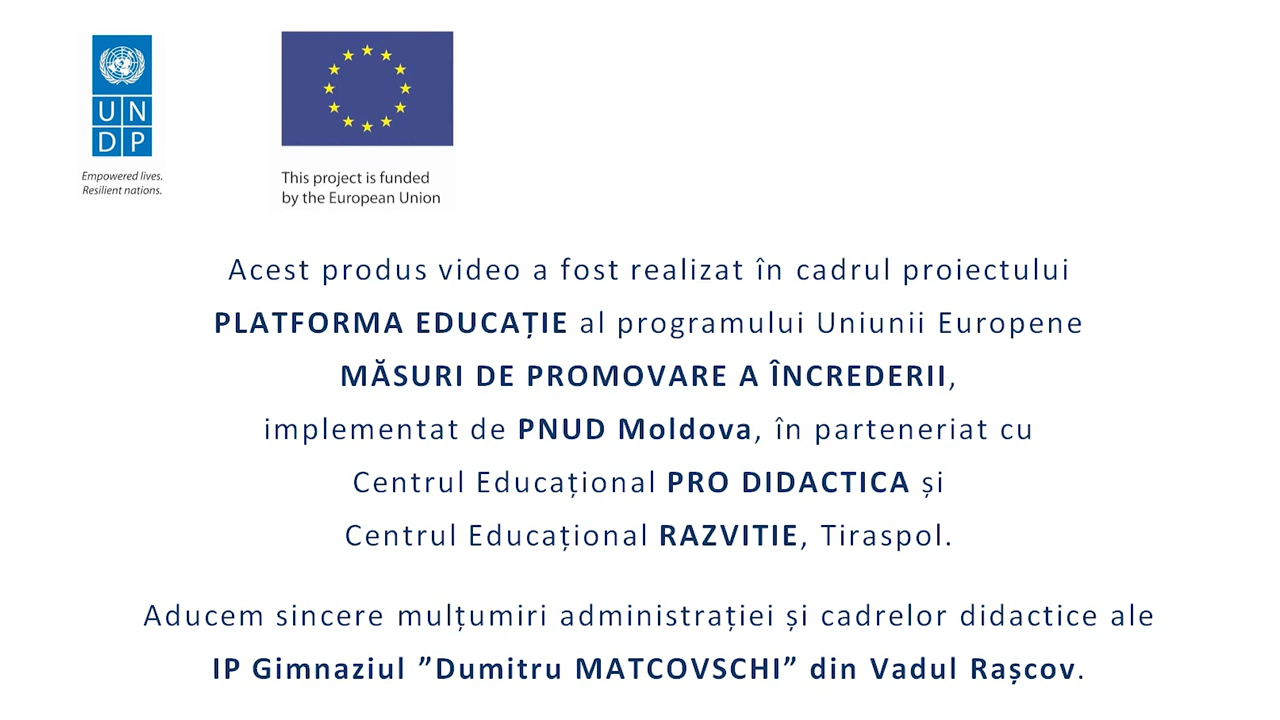 UN
DP
Empowered lives.
Resilient nations.
This project is funded
by the European Union
Acest produs video a fost realizat în cadrul proiectului
PLATFORMA EDUCAȚIE al programului Uniunii Europene
MĂSURI DE PROMOVARE A ÎNCREDERII,
implementat de PNUD Moldova, în parteneriat cu
Centrul Educațional PRO DIDACTICA și
Centrul Educațional RAZVITIE, Tiraspol.
Aducem sincere mulțumiri administrației și cadrelor didactice ale
IP Gimnaziul ”Dumitru MATCOVSCHI” din Vadul Rașcov.